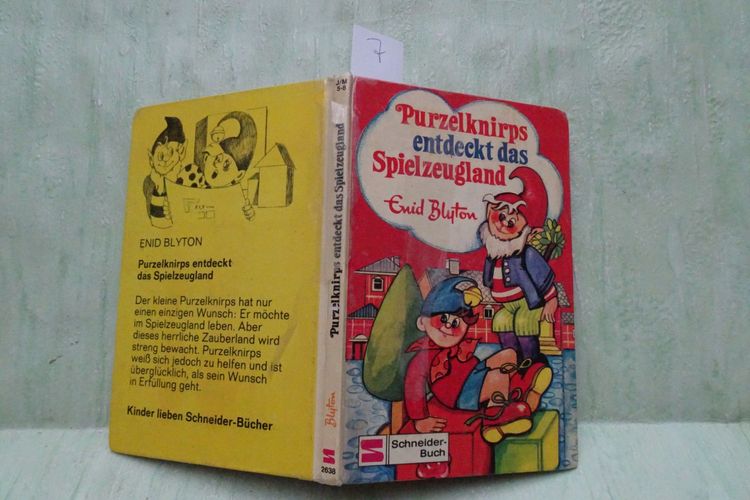 7
ENID BLYTON
Purzelknirps entdeckt
das Spielzeugland
Der kleine Purzelknirps hat nur
einen einzigen Wunsch: Er möchte
im Spielzeugland leben. Aber
dieses herrliche Zauberland wird
streng bewacht. Purzelknirps
weiß sich jedoch zu helfen und ist
überglücklich, als sein Wunsch
in Erfüllung geht.
Kinder lieben Schneider-Bücher
J/M
5-8
Purzelknirps entdeckt das Spielzeugland
Blyton
2638
Purzelknirps
entdeckt das
Spielzeugland
Enid Blyton
Schneider-
Buch